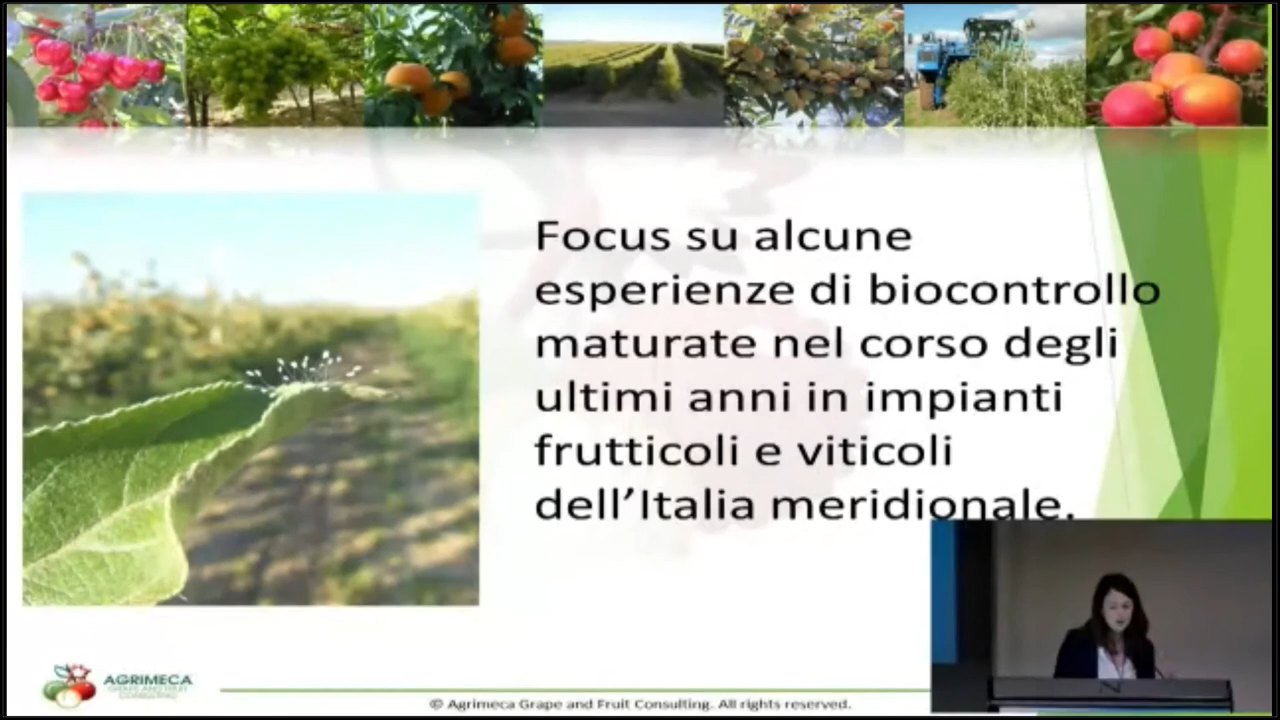 Focus su alcune
esperienze di biocontrollo
maturate nel corso degli
ultimi anni in impianti
frutticoli e viticoli
dell’Italia meridionale.
AGRIMECA
GRAPE AND FRUIT
CONSULTING
© Agrimeca Grape and Fruit Consulting. All rights reserved.